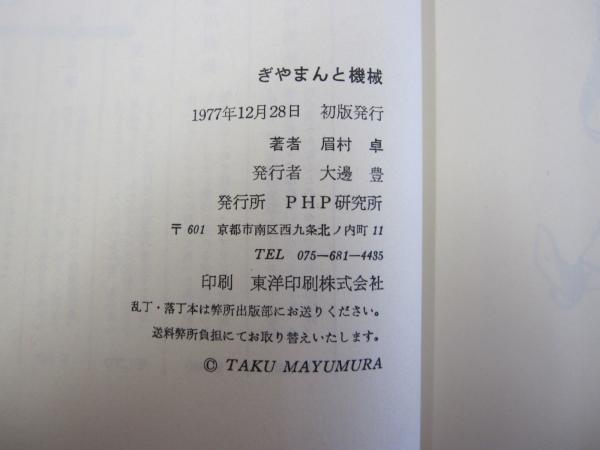 ぎやまんと機械
1977年12月28日　初版発行
著者　眉村　卓
発行者　大邊　豊
発行所　PHP研究所
〒601　京都市南区西九条北ノ内町11
TEL　075―681―4435
印刷　東洋印刷株式会社
乱丁・落丁本は弊所出版部にお送りください。
送料弊所負担にてお取り替えいたします。
© TAKU MAYUMURA